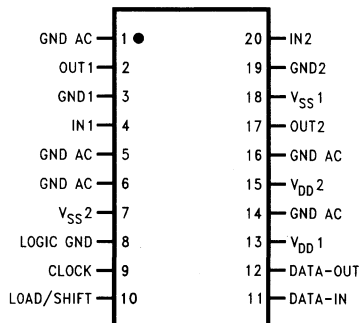 GND AC 1 20 IN2
OUT1 2 19 GND2
GND1 3 18 VSS1
IN1 4 17 OUT2
GND AC 5 16 GND AC
GND AC 6 15 VDD2
VSS2 7 14 GND AC
LOGIC GND 8 13 VDD1
CLOCK 9 12 DATA-OUT
LOAD/SHIFT 10 11 DATA-IN